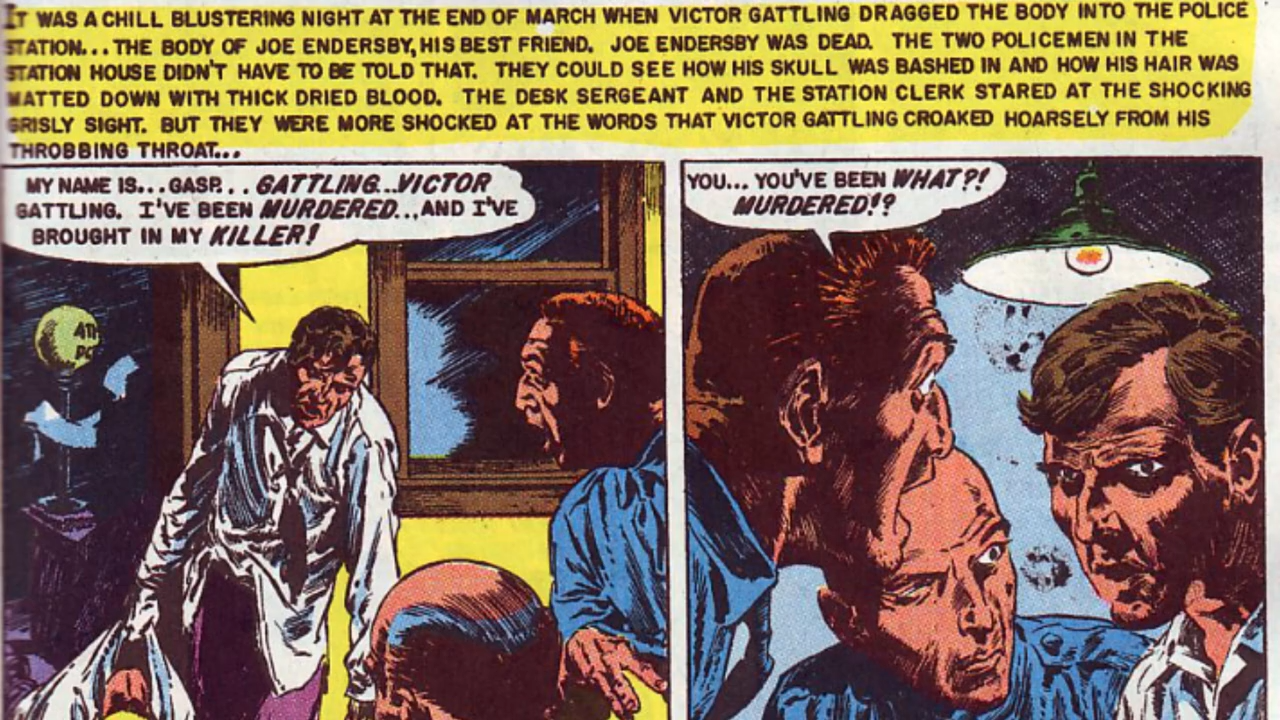 IT WAS A CHILL BLUSTERING NIGHT AT THE END OF MARCH WHEN VICTOR GATTLING DRAGGED THE BODY INTO THE POLICE
STATION...THE BODY OF JOE ENDERSBY, HIS BEST FRIEND. JOE ENDERSBY WAS DEAD. THE TWO POLICEMEN IN THE
STATION HOUSE DIDN'T HAVE TO BE TOLD THAT. THEY COULD SEE HOW HIS SKULL WAS BASHED IN AND HOW HIS HAIR WAS
MATTED DOWN WITH THICK DRIED BLOOD. THE DESK SERGEANT AND THE STATION CLERK STARED AT THE SHOCKING
GRISLY SIGHT. BUT THEY WERE MORE SHOCKED AT THE WORDS THAT VICTOR GATTLING CROAKED HOARSELY FROM HIS
THROBBING THROAT...
MY NAME IS...GASP...GATTLING...VICTOR
GATTLING. I'VE BEEN MURDERED...AND I'VE
BROUGHT IN MY KILLER!
YOU... YOU'VE BEEN WHAT?!
MURDERED!?